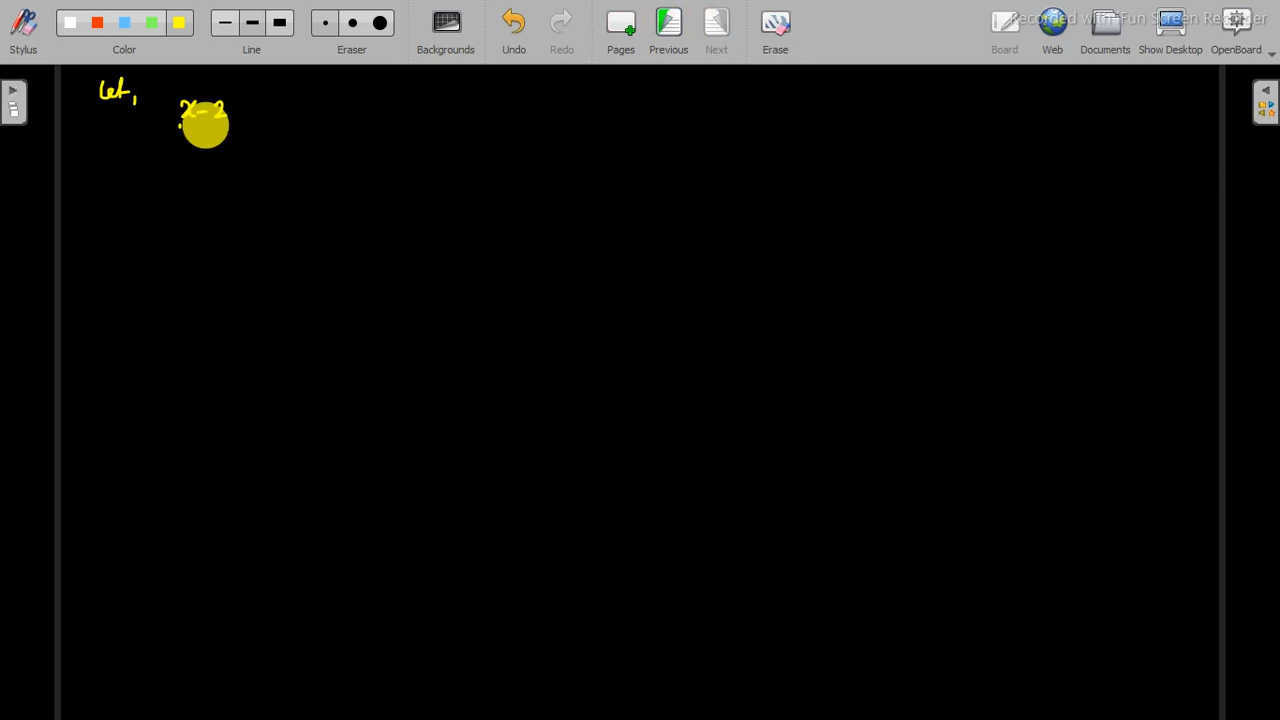 Recorded with Fun Screen Recorder
Stylus Color Line Eraser Backgrounds Undo Redo Pages Previous Next Erase Board Web Documents Show Desktop OpenBoard
Let,
x - 2